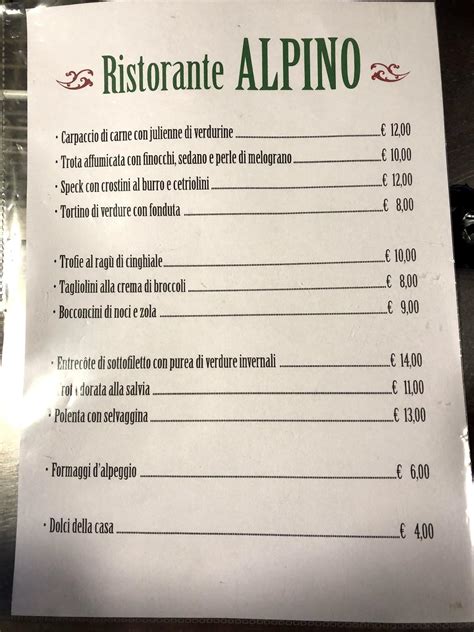 Ristorante ALPINO
· Carpaccio di carne con julienne di verdurine € 12,00
· Trota affumicata con finocchi, sedano e perle di melograno € 10,00
· Speck con crostini al burro e cetriolini € 12,00
· Tortino di verdure con fonduta € 8,00
· Trofie al ragù di cinghiale € 10,00
· Tagliolini alla crema di broccoli € 8,00
· Bocconcini di noci e zola € 9,00
· Entrecôte di sottofiletto con purea di verdure invernali € 14,00
dorata alla salvia € 11,00
· Polenta con selvaggina € 13,00
· Formaggi d'alpeggio € 6,00
· Dolci della casa € 4,00